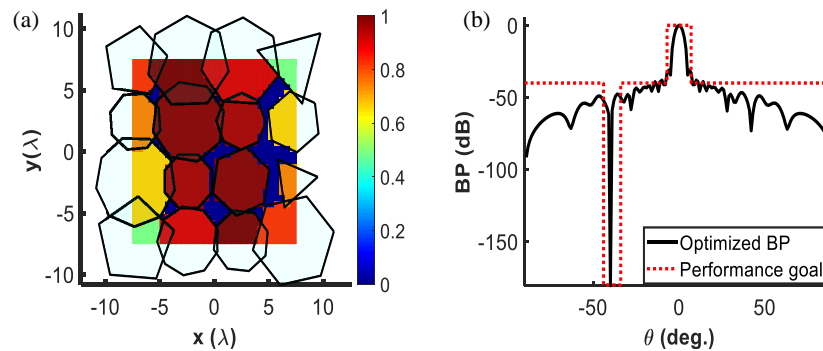 (a)
10
5
0
-5
-10
y(λ)
-10 -5 0 5 10
x (λ)
1
0.8
0.6
0.4
0.2
0
(b)
0
-50
-100
-150
BP (dB)
-50 0 50
θ (deg.)
Optimized BP
Performance goal